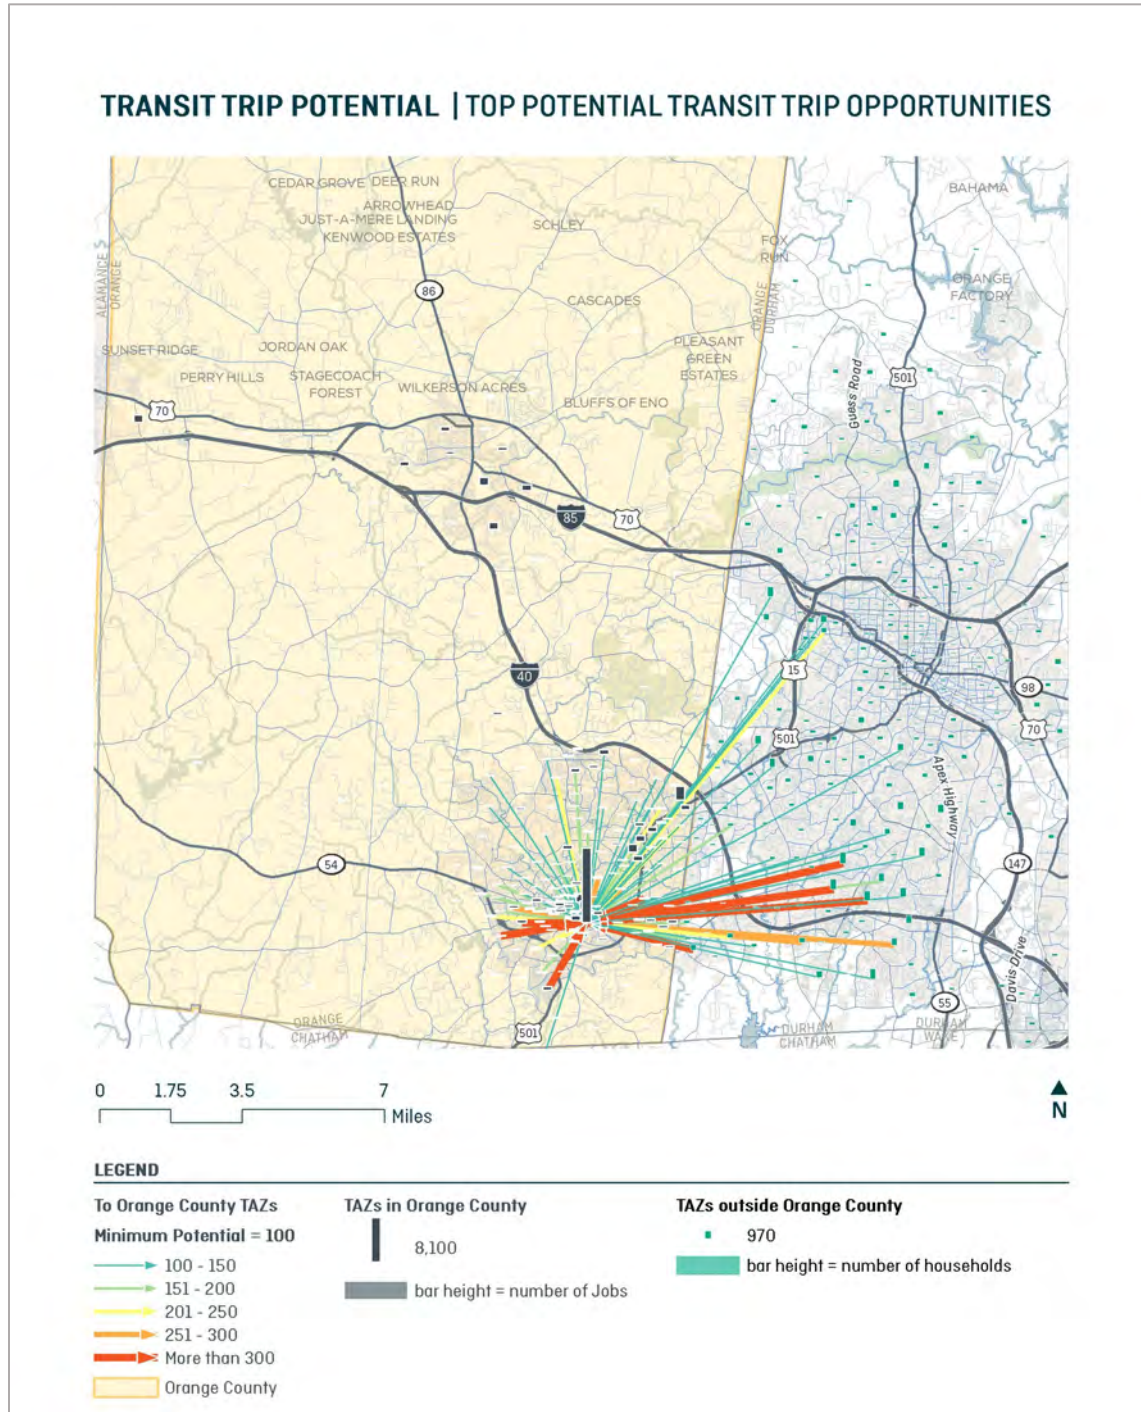 TRANSIT TRIP POTENTIAL | TOP POTENTIAL TRANSIT TRIP OPPORTUNITIES
CEDAR GROVE
DEER RUN
BAHAMA
ARROWHEAD
JUST-A-MERE LANDING
KENWOOD ESTATES
SCHLEY
FOX
RUN
ALAMANCE
ORANGE
ORANGE
DURHAM
86
ORANGE
FACTORY
CASCADES
SUNSET RIDGE
JORDAN OAK
PLEASANT
GREEN
ESTATES
PERRY HILLS
STAGECOACH
FOREST
WILKERSON ACRES
Guess Road
501
BLUFFS OF ENO
70
85
70
40
15
98
501
70
Apex Highway
54
147
Davis Drive
55
501
ORANGE
CHATHAM
DURHAM
CHATHAM
DURHAM
WAKE
0 1.75 3.5 7
Miles
N
LEGEND
To Orange County TAZs
Minimum Potential = 100
100 - 150
151 - 200
201 - 250
251 - 300
More than 300
Orange County
TAZs in Orange County
8,100
bar height = number of Jobs
TAZs outside Orange County
970
bar height = number of households